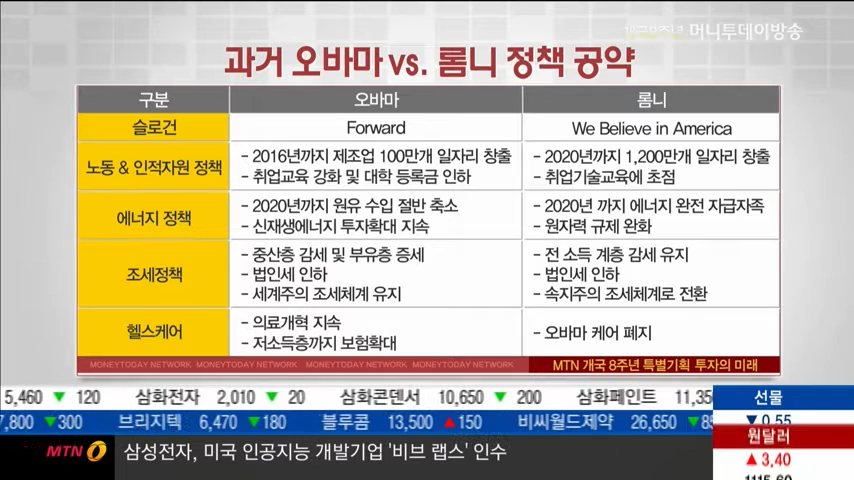 개국8주년 머니투데이방송
과거 오바마 vs. 롬니 정책 공약
구분 오바마 롬니
슬로건 Forward We Believe in America
노동 & 인적자원 정책
- 2016년까지 제조업 100만개 일자리 창출
- 취업교육 강화 및 대학 등록금 인하
- 2020년까지 1,200만개 일자리 창출
- 취업기술교육에 초점
에너지 정책
- 2020년까지 원유 수입 절반 축소
- 신재생에너지 투자확대 지속
- 2020년 까지 에너지 완전 자급자족
- 원자력 규제 완화
조세정책
- 중산층 감세 및 부유층 증세
- 법인세 인하
- 세계주의 조세체계 유지
- 전 소득 계층 감세 유지
- 법인세 인하
- 속지주의 조세체계로 전환
헬스케어
- 의료개혁 지속
- 저소득층까지 보험확대
- 오바마 케어 폐지
MONEYTODAY NETWORK MONEYTODAY NETWORK MONEYTODAY NETWORK MONEYTODAY NETWORK
MTN 개국 8주년 특별기획 투자의 미래
5,460 ▼ 120 삼화전자 2,010 ▼ 20 삼화콘덴서 10,650 ▼ 200 삼화페인트 11,350
7,800 ▼300 브리지텍 6,470 ▼180 블루콤 13,500 ▲150 비씨월드제약 26,650 ▼85
선물
▼0.55
원달러
▲3.40
1115.60
MTN 삼성전자, 미국 인공지능 개발기업 '비브 랩스' 인수